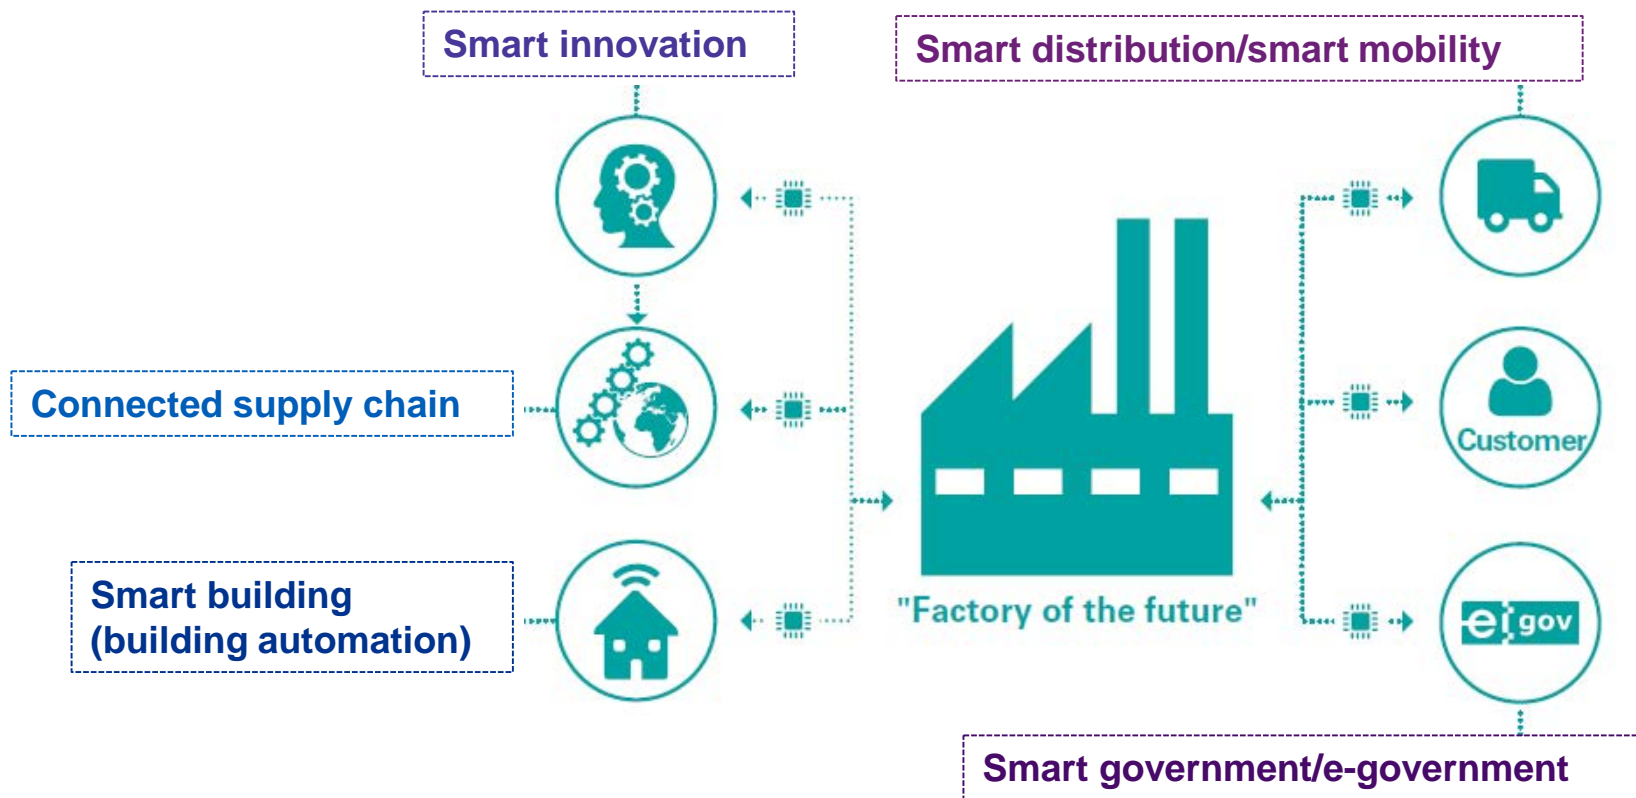 Smart innovation
Smart distribution/smart mobility
Connected supply chain
Customer
Smart building
(building automation)
"Factory of the future"
e gov
Smart government/e-government